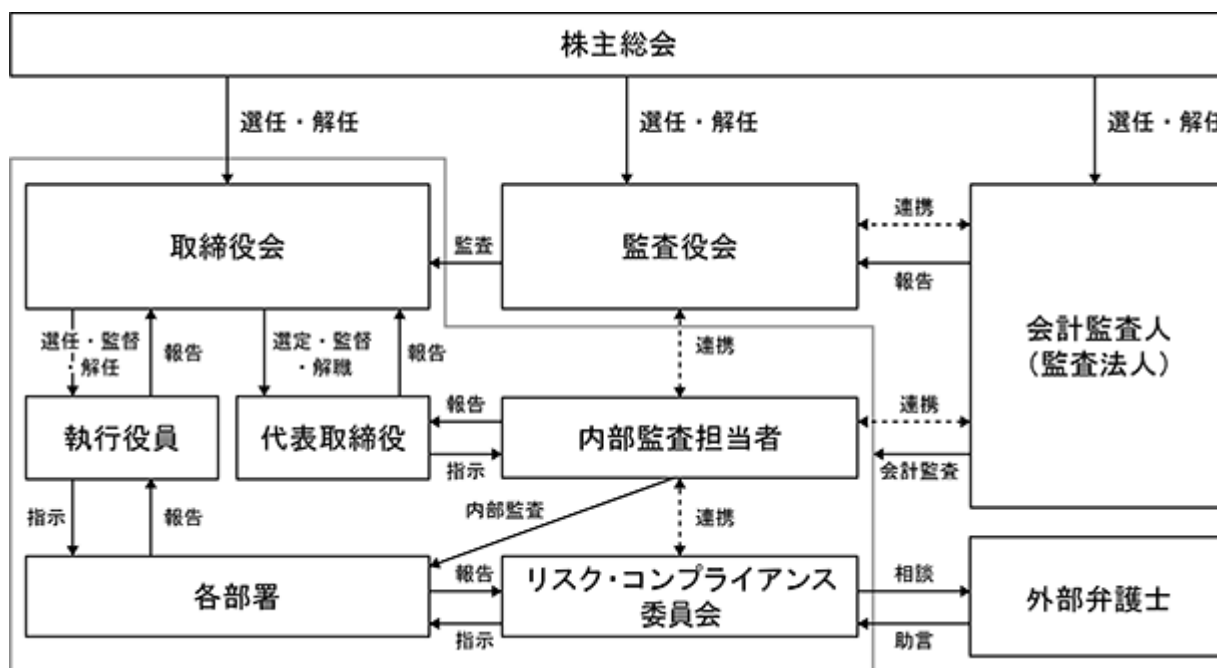 株主総会
選任・解任
選任・解任
選任・解任
取締役会
監査
監査役会
連携
報告
会計監査人
（監査法人）
選任・監督
・解任
報告
選定・監督
・解職
報告
連携
執行役員
代表取締役
報告
指示
内部監査担当者
連携
会計監査
指示
報告
内部監査
連携
各部署
報告
指示
リスク・コンプライアンス
委員会
相談
助言
外部弁護士